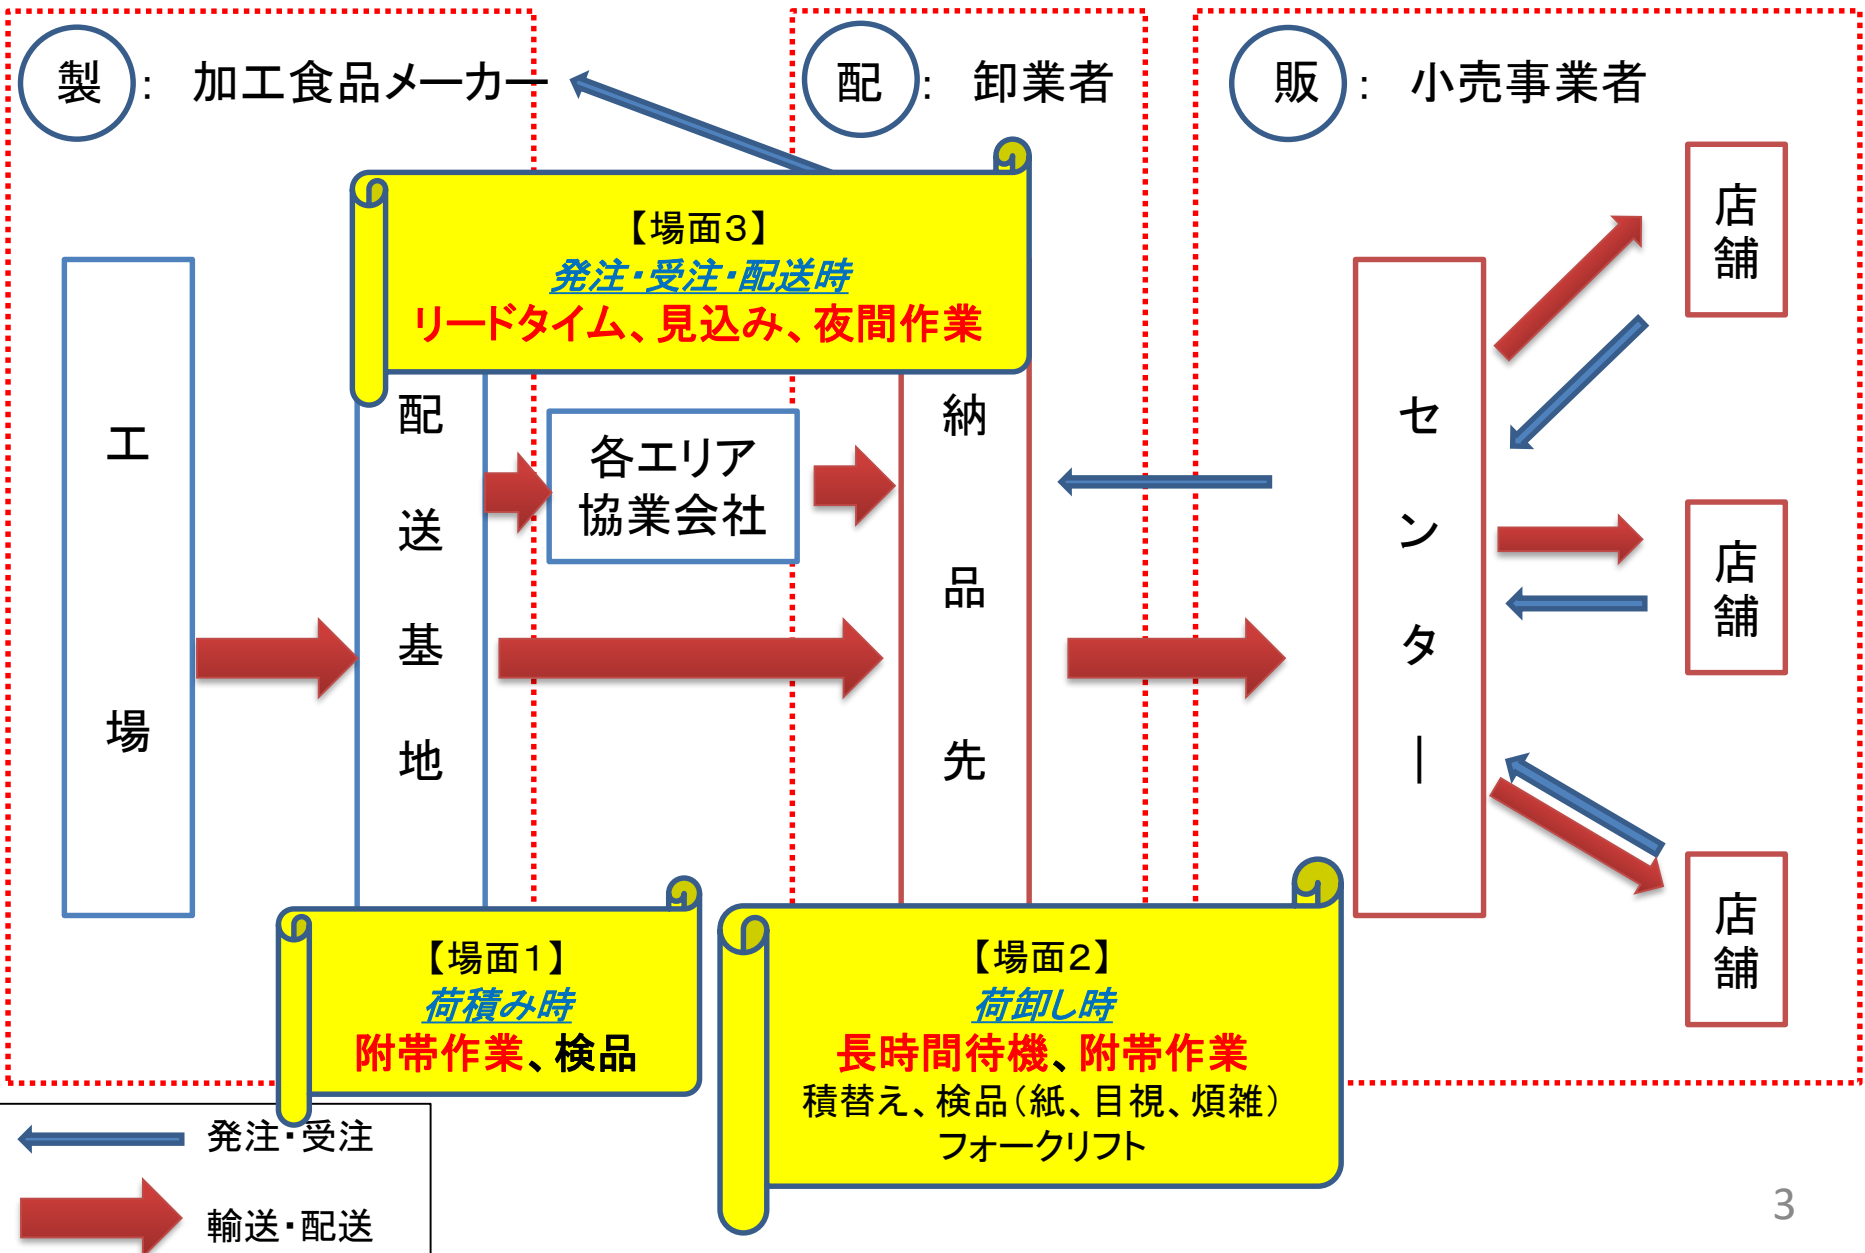 製 : 加工食品メーカー
配 : 卸業者
販 : 小売事業者
【場面3】
発注・受注・配送時
リードタイム、見込み、夜間作業
工場
配送基地
各エリア
協業会社
納品先
センター
店舗
店舗
店舗
【場面1】
荷積み時
附帯作業、検品
【場面2】
荷卸し時
長時間待機、附帯作業
積替え、検品（紙、目視、煩雑）
フォークリフト
発注・受注
輸送・配送
3